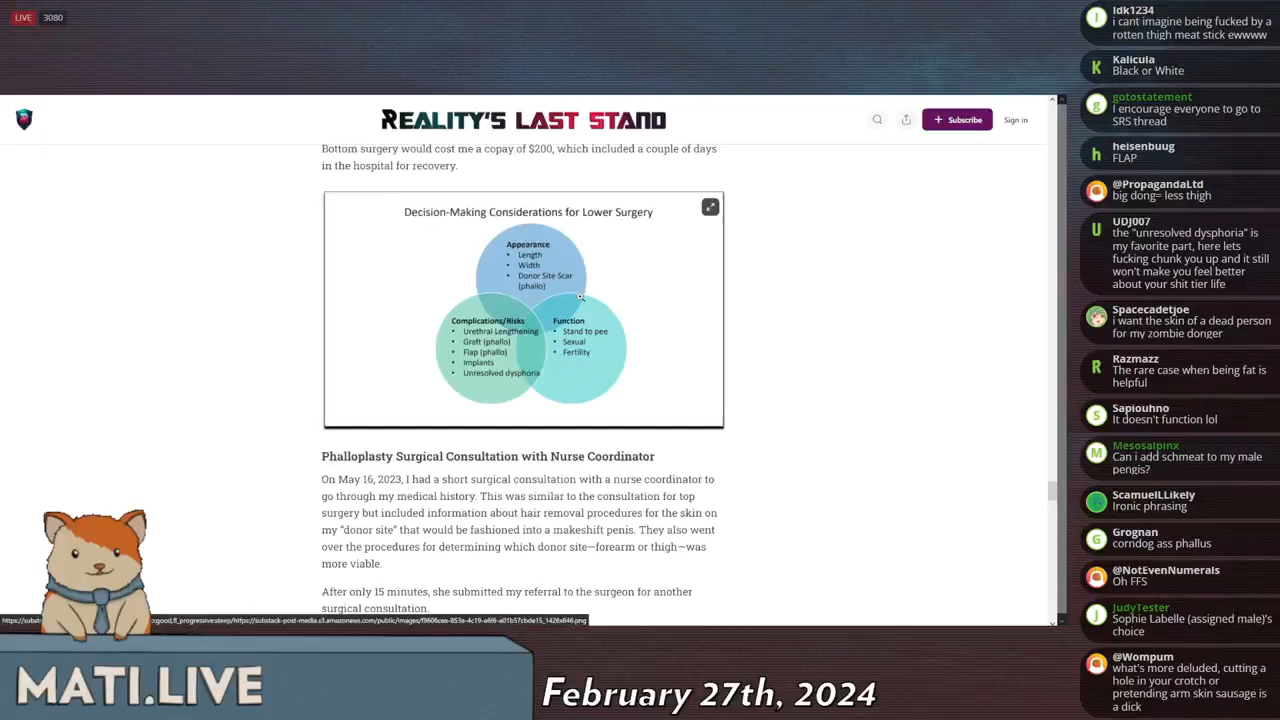 LIVE 3080
REALITY'S LAST STAND
+ Subscribe
Sign in
Bottom surgery would cost me a copay of $200, which included a couple of days
in the hospital for recovery.
Decision-Making Considerations for Lower Surgery
Appearance
• Length
• Width
• Donor Site Scar
(phallo)
Complications/Risks
• Urethral Lengthening
• Graft (phallo)
• Flap (phallo)
• Implants
• Unresolved dysphoria
Function
• Stand to pee
• Sexual
• Fertility
Phalloplasty Surgical Consultation with Nurse Coordinator
On May 16, 2023, I had a short surgical consultation with a nurse coordinator to
go through my medical history. This was similar to the consultation for top
surgery but included information about hair removal procedures for the skin on
my “donor site” that would be fashioned into a makeshift penis. They also went
over the procedures for determining which donor site—forearm or thigh—was
more viable.
After only 15 minutes, she submitted my referral to the surgeon for another
surgical consultation.
MATI.LIVE
February 27th, 2024
Idk1234
i cant imagine being fucked by a
rotten thigh meat stick ewwww
K
Kalicula
Black or White
g
gotostatement
I encourage everyone to go to
SRS thread
h
heisenbuug
FLAP
@PropagandaLtd
big dong= less thigh
U
UDJ007
the "unresolved dysphoria" is
my favorite part, here's a
fucking chunk you up and it still
won't make you feel better
about you shit ter life
Spacecadetjoe
i want the skin of another person
for my dick enlarger
R
Razmazz
The rare case when being fat is
helpful
S
Sapiouhno
It doesn't function lol
M
Mesosalpinx
Can i add schmeat to my male
pengis?
ScamuelLikely
Ironic phrasing
G
Grognan
corridor ass phallus
@NotEvenNumerals
Oh FFS
J
JudyTester
Sophie Labelle(assigned male)'s
choice
@Wompum
what's more deluded, cutting a
hole in your crotch or
pretending arm skin sausage is
a dick